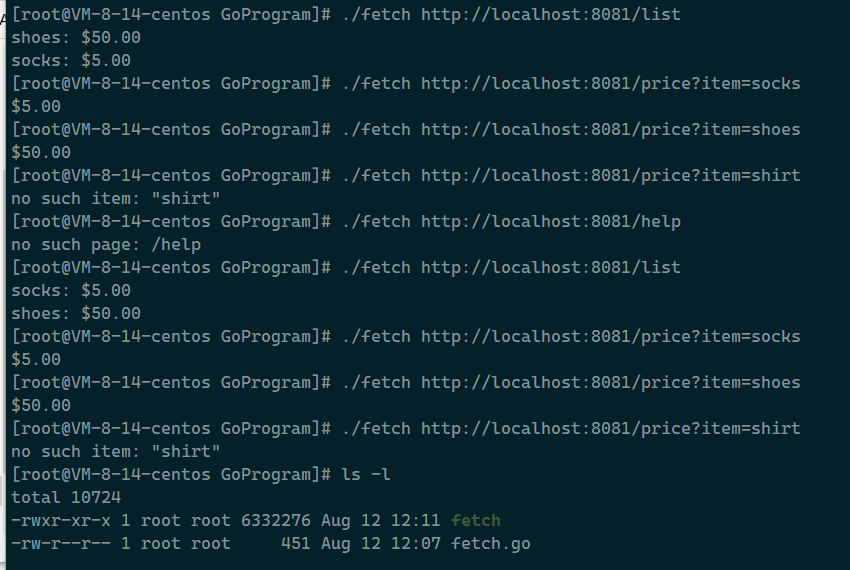 [root@VM-8-14-centos GoProgram]# ./fetch http://localhost:8081/list
shoes: $50.00
socks: $5.00
[root@VM-8-14-centos GoProgram]# ./fetch http://localhost:8081/price?item=socks
$5.00
[root@VM-8-14-centos GoProgram]# ./fetch http://localhost:8081/price?item=shoes
$50.00
[root@VM-8-14-centos GoProgram]# ./fetch http://localhost:8081/price?item=shirt
no such item: "shirt"
[root@VM-8-14-centos GoProgram]# ./fetch http://localhost:8081/help
no such page: /help
[root@VM-8-14-centos GoProgram]# ./fetch http://localhost:8081/list
socks: $5.00
shoes: $50.00
[root@VM-8-14-centos GoProgram]# ./fetch http://localhost:8081/price?item=socks
$5.00
[root@VM-8-14-centos GoProgram]# ./fetch http://localhost:8081/price?item=shoes
$50.00
[root@VM-8-14-centos GoProgram]# ./fetch http://localhost:8081/price?item=shirt
no such item: "shirt"
[root@VM-8-14-centos GoProgram]# ls -l
total 10724
-rwxr-xr-x 1 root root 6332276 Aug 12 12:11 fetch
-rw-r--r-- 1 root root     451 Aug 12 12:07 fetch.go